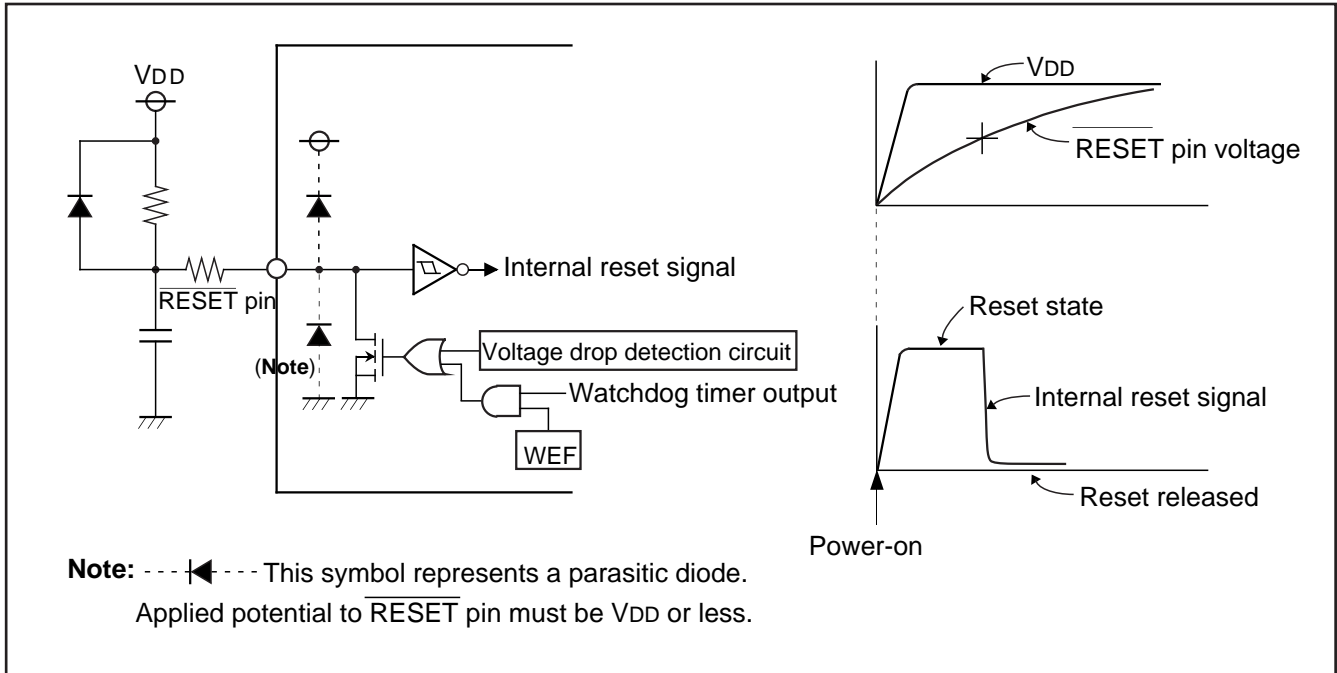 VDD
RESET pin
(Note)
Internal reset signal
Voltage drop detection circuit
Watchdog timer output
WEF
VDD
RESET pin voltage
Reset state
Internal reset signal
Reset released
Power-on
Note: This symbol represents a parasitic diode.
Applied potential to RESET pin must be VDD or less.